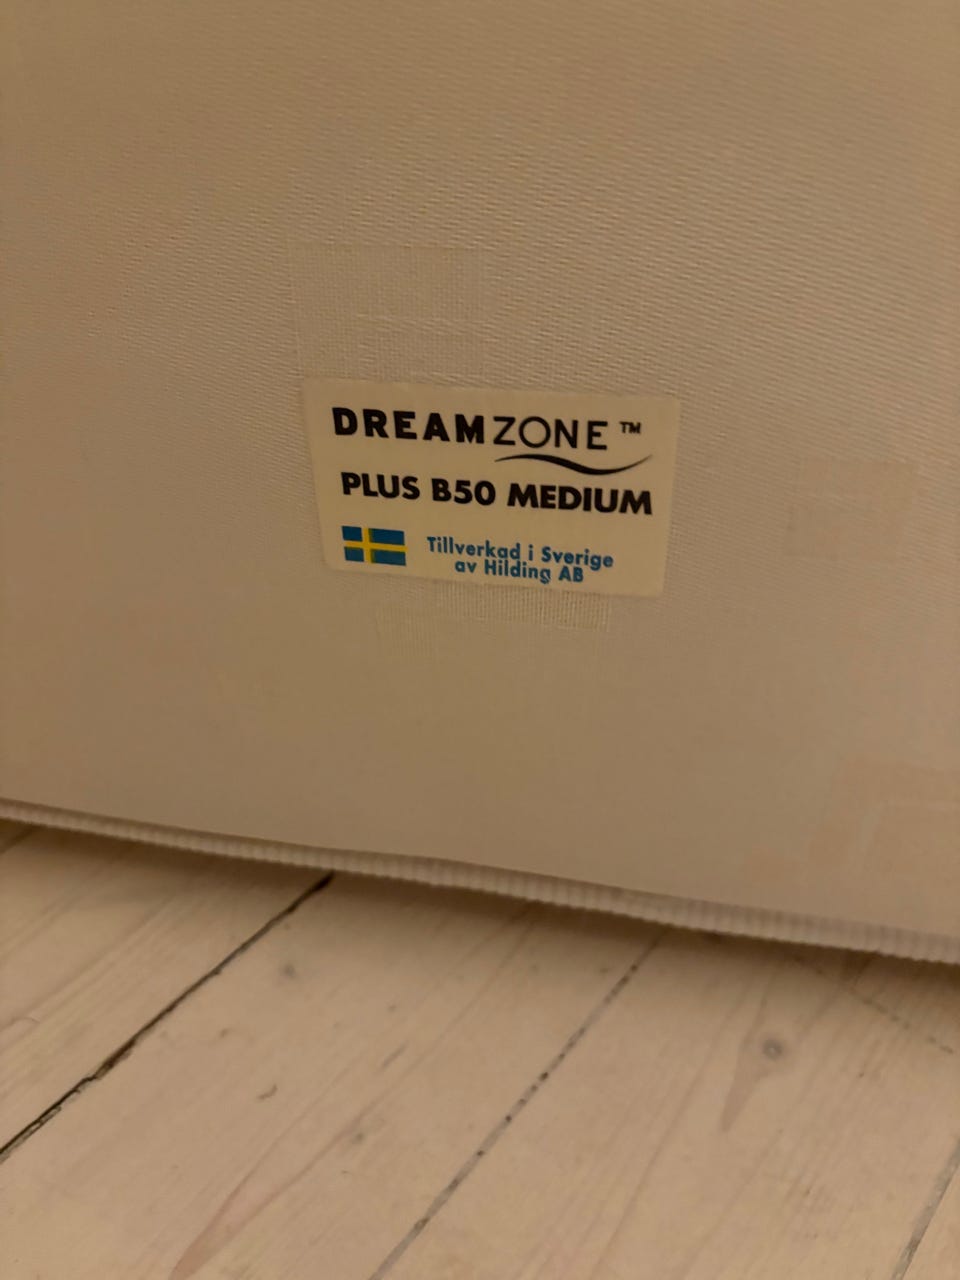 DREAMZONE™
PLUS B50 MEDIUM
Tillverkad i Sverige
av Hilding AB